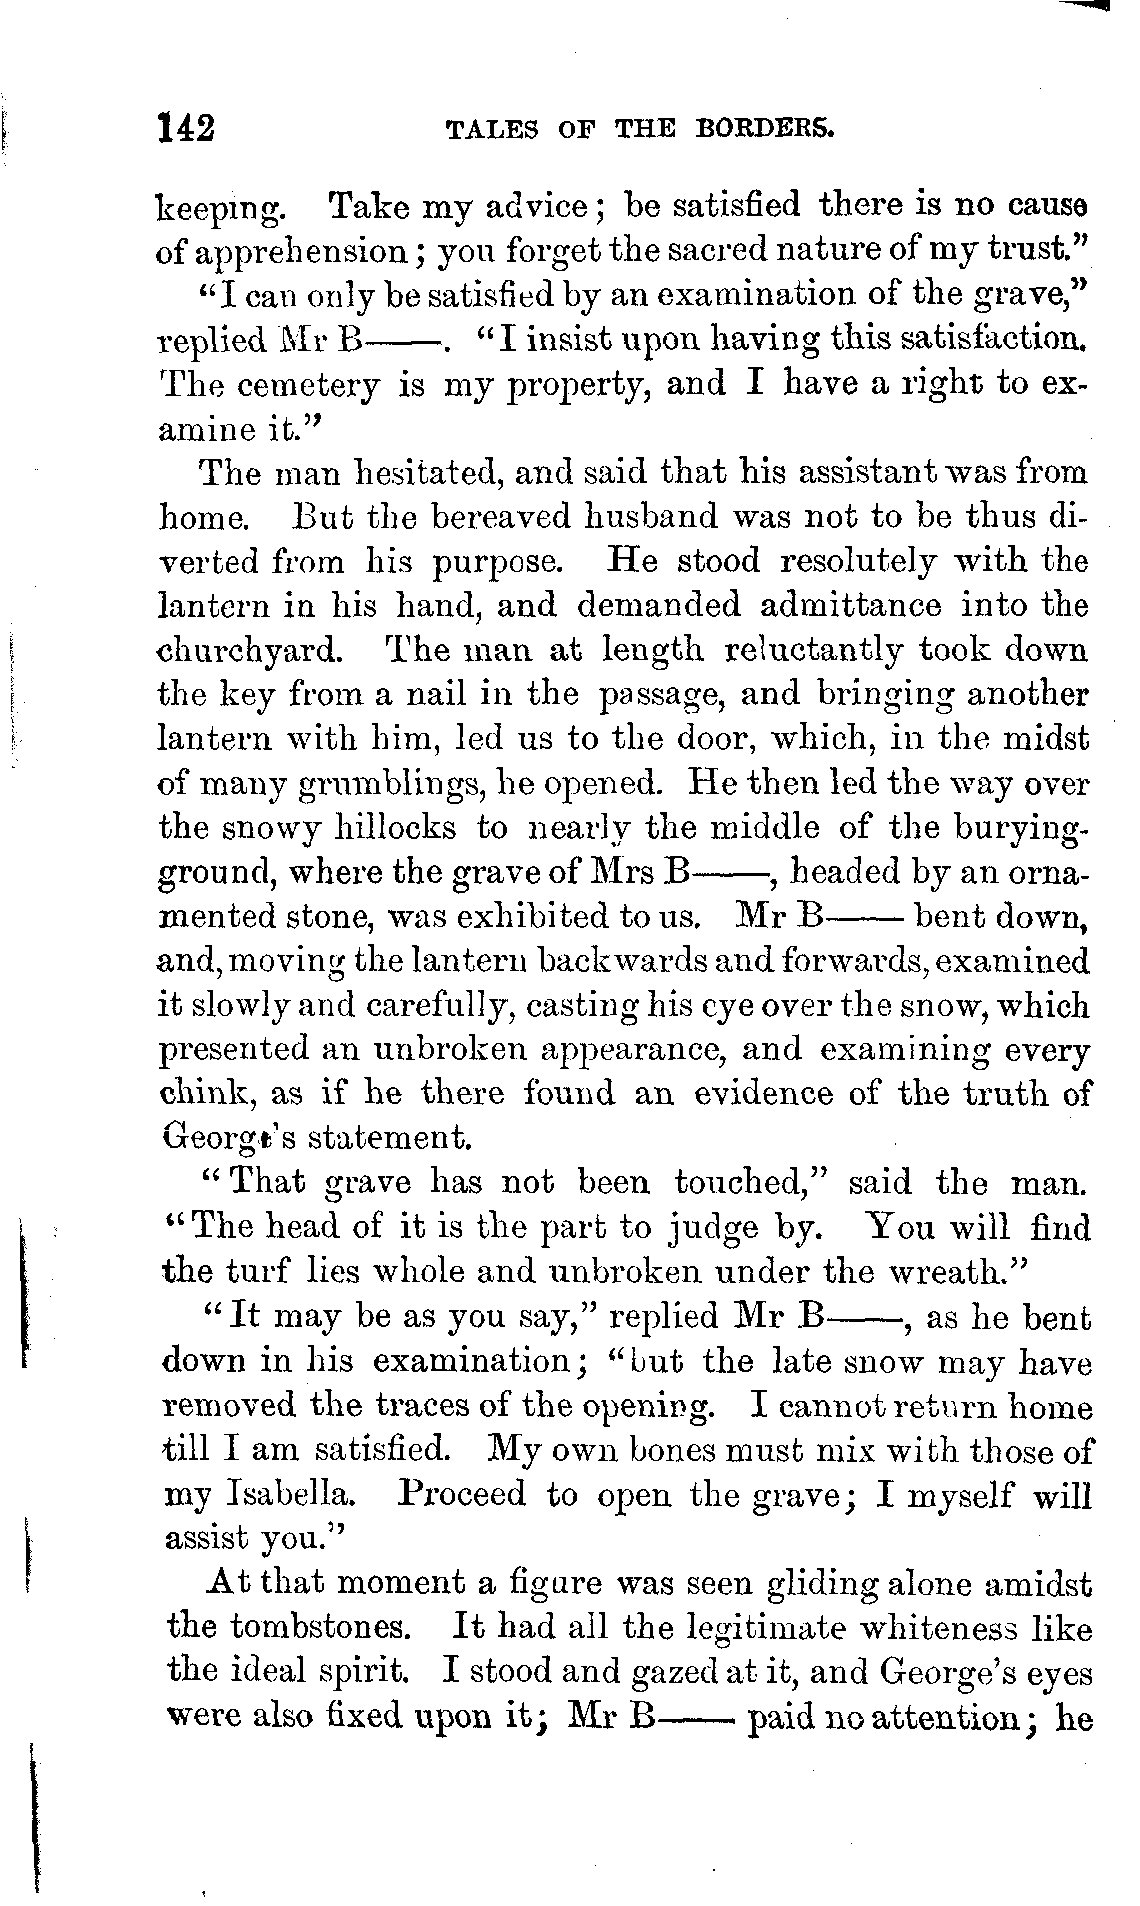 142 TALES OF THE BORDERS.
keeping. Take my advice; be satisfied there is no cause
of apprehension; you forget the sacred nature of my trust.”
“I can only be satisfied by an examination of the grave,”
replied Mr B——. “I insist upon having this satisfaction.
The cemetery is my property, and I have a right to ex-
amine it.”
The man hesitated, and said that his assistant was from
home. But the bereaved husband was not to be thus di-
verted from his purpose. He stood resolutely with the
lantern in his hand, and demanded admittance into the
churchyard. The man at length reluctantly took down
the key from a nail in the passage, and bringing another
lantern with him, led us to the door, which, in the midst
of many grumblings, he opened. He then led the way over
the snowy hillocks to nearly the middle of the burying-
ground, where the grave of Mrs B——, headed by an orna-
mented stone, was exhibited to us. Mr B—— bent down,
and, moving the lantern backwards and forwards, examined
it slowly and carefully, casting his eye over the snow, which
presented an unbroken appearance, and examining every
chink, as if he there found an evidence of the truth of
George's statement.
“That grave has not been touched,” said the man.
“The head of it is the part to judge by. You will find
the turf lies whole and unbroken under the wreath.”
“It may be as you say,” replied Mr B——, as he bent
down in his examination; “but the late snow may have
removed the traces of the opening. I cannot return home
till I am satisfied. My own bones must mix with those of
my Isabella. Proceed to open the grave; I myself will
assist you.”
At that moment a figure was seen gliding alone amidst
the tombstones. It had all the legitimate whiteness like
the ideal spirit. I stood and gazed at it, and George's eyes
were also fixed upon it; Mr B—— paid no attention; he